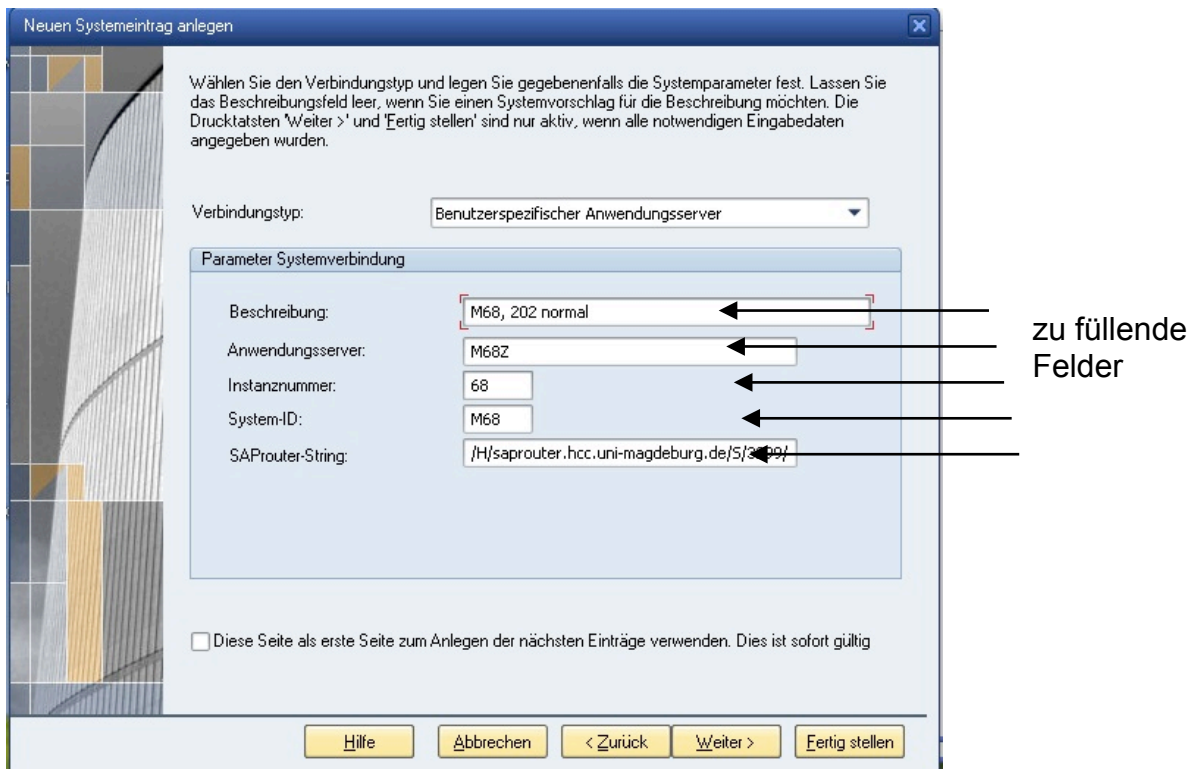 Neuen Systemeintrag anlegen
Wählen Sie den Verbindungstyp und legen Sie gegebenenfalls die Systemparameter fest. Lassen Sie
das Beschreibungsfeld leer, wenn Sie einen Systemvorschlag für die Beschreibung möchten. Die
Drucktatsten 'Weiter >' und 'Fertig stellen' sind nur aktiv, wenn alle notwendigen Eingabedaten
angegeben wurden.
Verbindungstyp: Benutzerspezifischer Anwendungsserver
Parameter Systemverbindung
Beschreibung: M68, 202 normal
Anwendungsserver: M68Z
Instanznummer: 68
System-ID: M68
SAProuter-String: /H/saprouter.hcc.uni-magdeburg.de/S/3299/
zu füllende
Felder
Diese Seite als erste Seite zum Anlegen der nächsten Einträge verwenden. Dies ist sofort gültig
Hilfe Abbrechen < Zurück Weiter > Fertig stellen